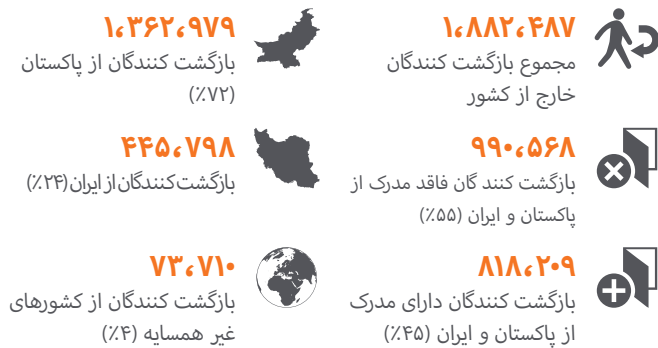 ۱،۸۸۲،۴۸۷
مجموع بازگشت کنندگان
خارج از کشور
۱،۳۶۲،۹۷۹
بازگشت کنندگان از پاکستان
(۷۲٪)
۹۹۰،۵۶۸
بازگشت کنند گان فاقد مدرک از
پاکستان و ایران (۵۵٪)
۴۴۵،۷۹۸
بازگشت کنندگان از ایران (۲۴٪)
۸۱۸،۲۰۹
بازگشت کنندگان دارای مدرک
از پاکستان و ایران (۴۵٪)
۷۳،۷۱۰
بازگشت کنندگان از کشورهای
غیر همسایه (۴٪)